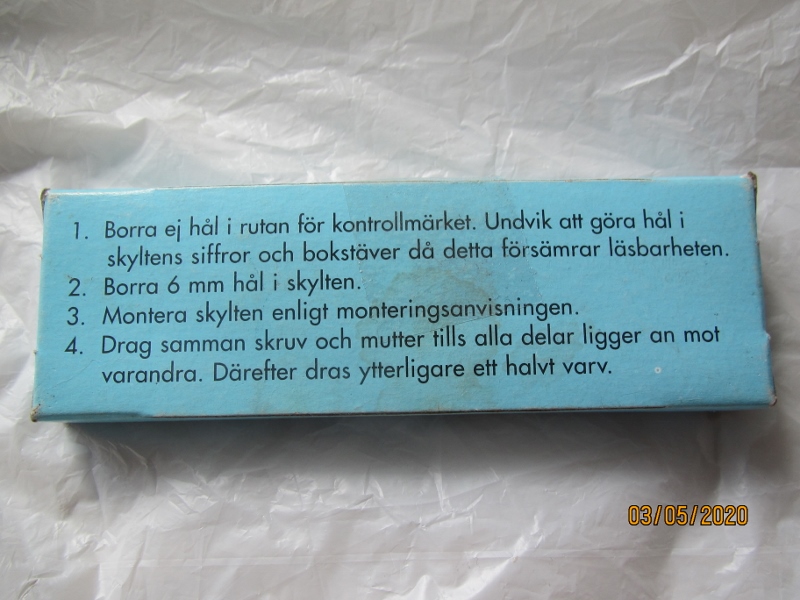 1. Borra ej hål i rutan för kontrollmärket. Undvik att göra hål i
skyltens siffror och bokstäver då detta försämrar läsbarheten.
2. Borra 6 mm hål i skylten.
3. Montera skylten enligt monteringsanvisningen.
4. Drag samman skruv och mutter tills alla delar ligger an mot
varandra. Därefter dras ytterligare ett halvt varv.
03/05/2020